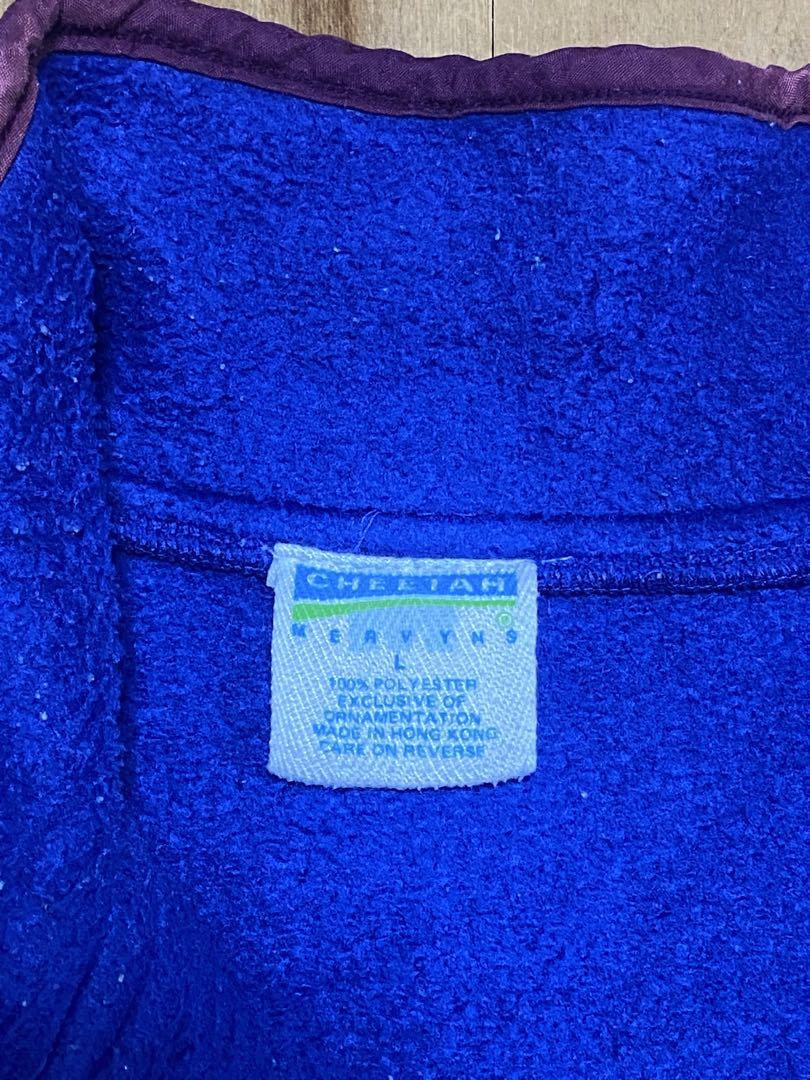 CHEETAH
MERVYNS
L
100% POLYESTER
EXCLUSIVE OF
ORNAMENTATION
MADE IN HONG KONG
CARE ON REVERSE